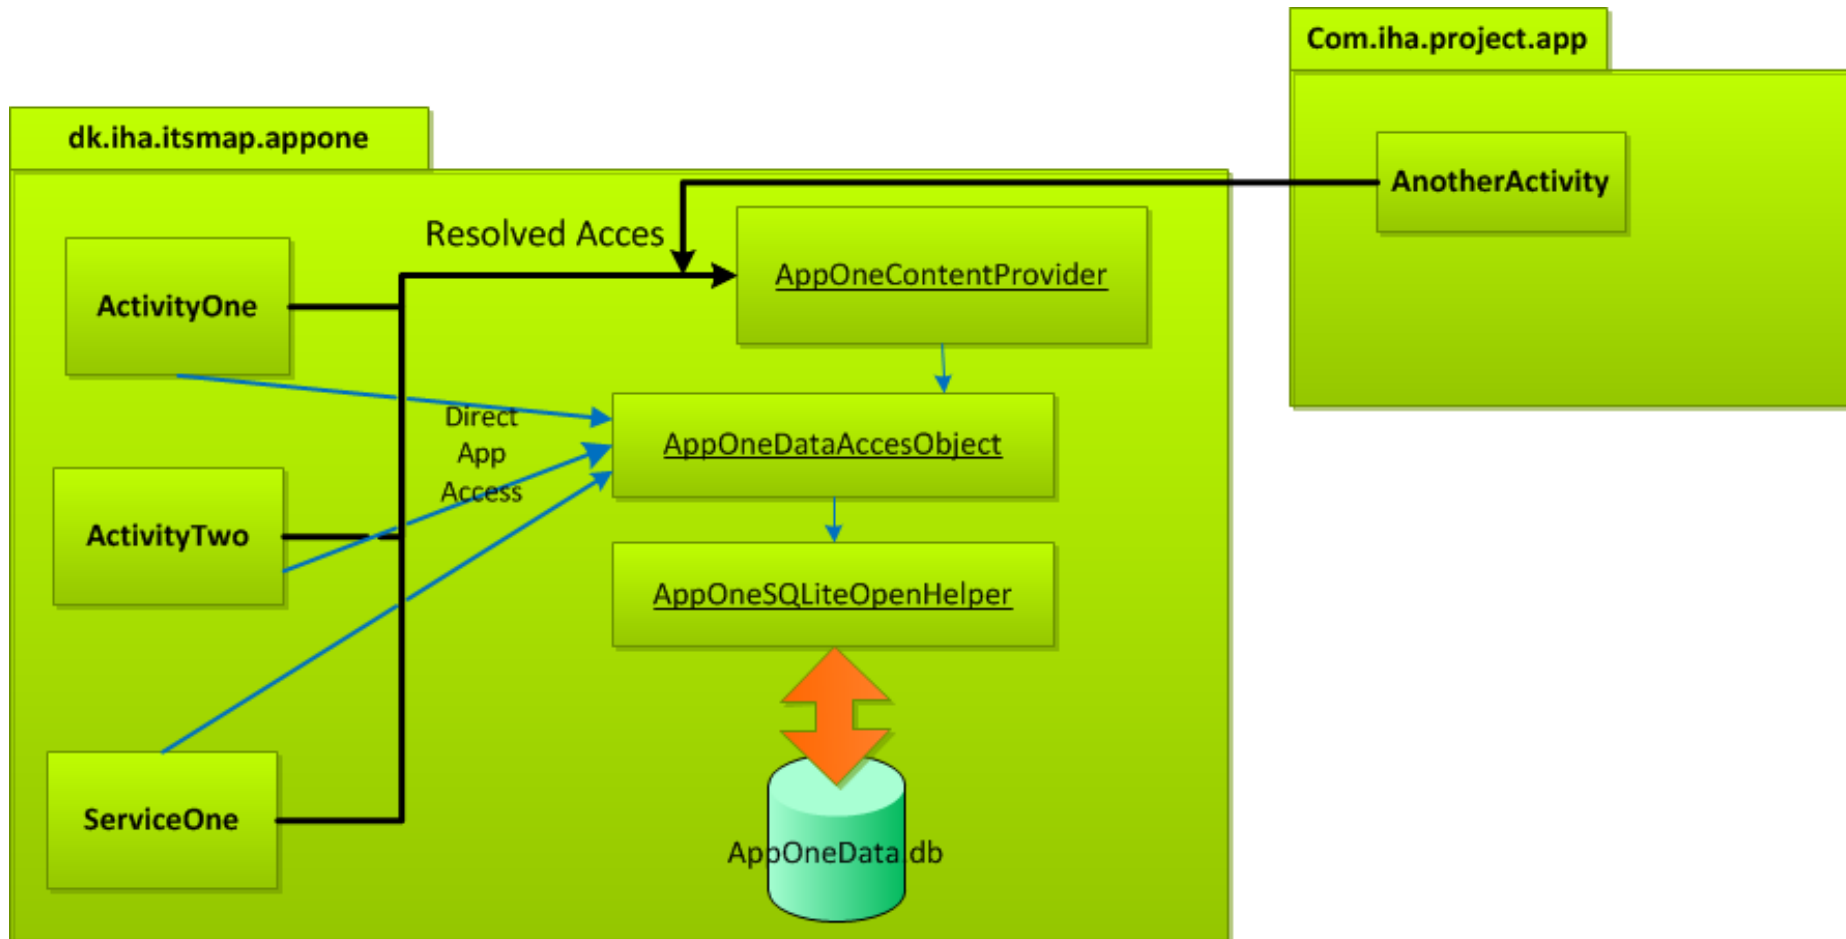 Com.iha.project.app
dk.iha.itsmap.appone
AnotherActivity
Resolved Acces
AppOneContentProvider
ActivityOne
Direct
App
Access
AppOneDataAccesObject
ActivityTwo
AppOneSQLiteOpenHelper
ServiceOne
AppOneData.db